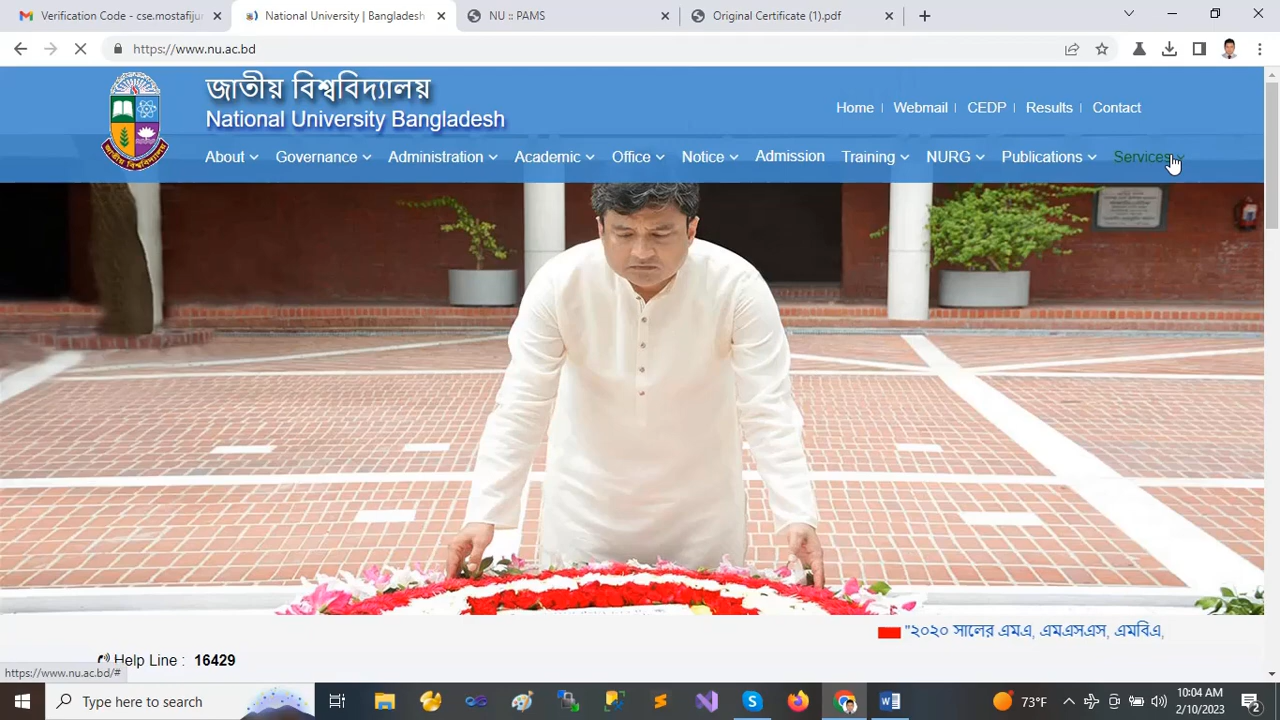 Verification Code - cse.mostafijur
National University | Bangladesh
NU :: PAMS
Original Certificate (1).pdf
https://www.nu.ac.bd
জাতীয় বিশ্ববিদ্যালয়
National University Bangladesh
Home
Webmail
CEDP
Results
Contact
About
Governance
Administration
Academic
Office
Notice
Admission
Training
NURG
Publications
Services
"২০২০ সালের এমএ, এমএসএস, এমবিএ,
Help Line : 16429
https://www.nu.ac.bd/#
Type here to search
73°F
10:04 AM
2/10/2023
2